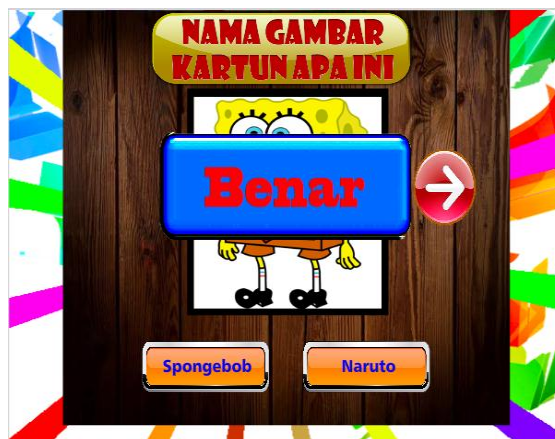 NAMA GAMBAR
KARTUN APA INI
Benar
Spongebob
Naruto